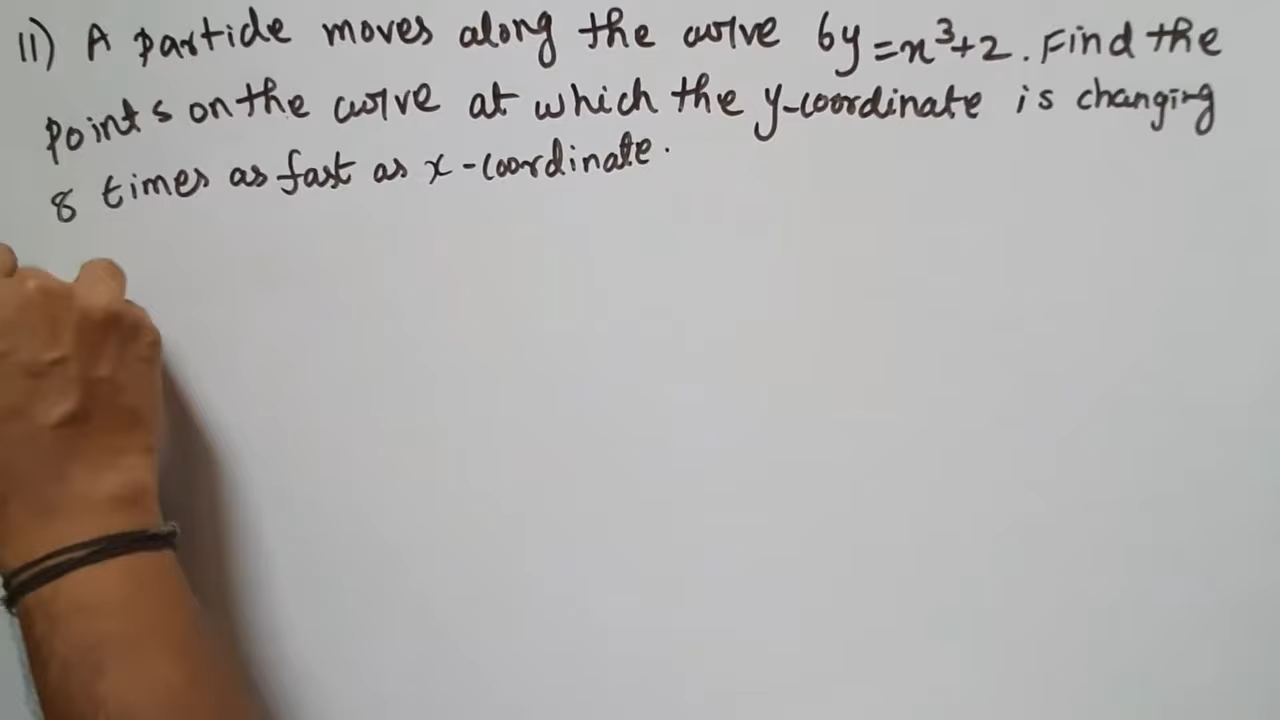 11) A particle moves along the curve 6y=x³+2. Find the
points on the curve at which the y-coordinate is changing
8 times as fast as x-coordinate.